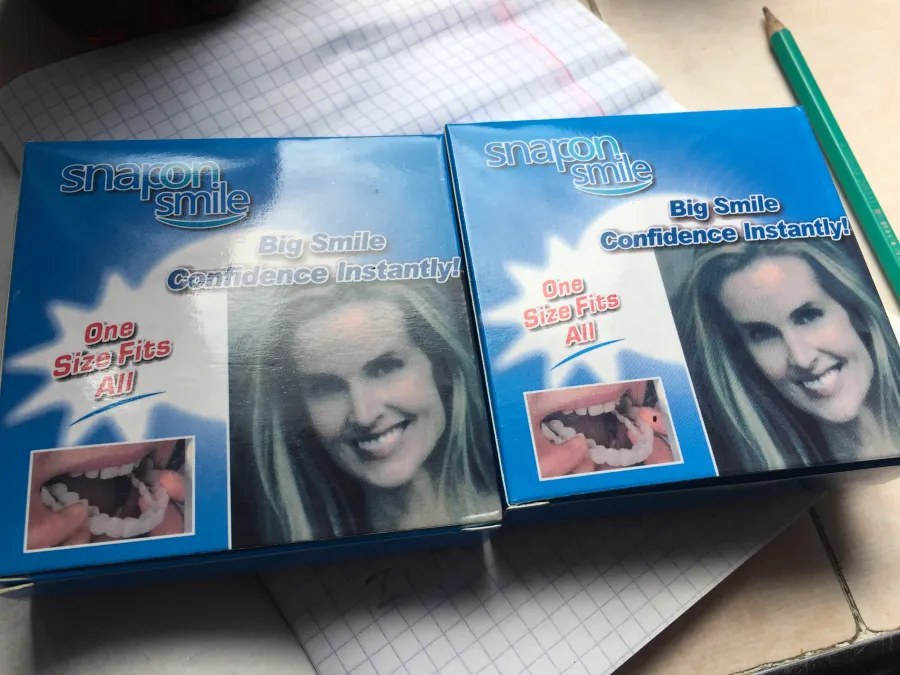 snapon
smile
Big Smile
Confidence Instantly!
One
Size Fits
All
snapon
smile
Big Smile
Confidence Instantly!
One
Size Fits
All